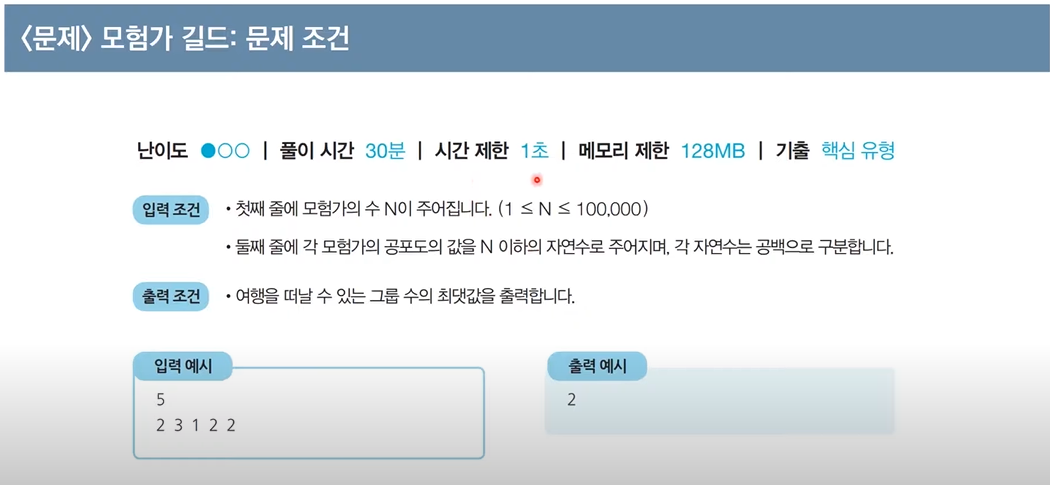 〈문제〉 모험가 길드: 문제 조건
난이도 ●○○ | 풀이 시간 30분 | 시간 제한 1초 | 메모리 제한 128MB | 기출 핵심 유형
입력 조건 • 첫째 줄에 모험가의 수 N이 주어집니다. (1 ≤ N ≤ 100,000)
• 둘째 줄에 각 모험가의 공포도의 값을 N 이하의 자연수로 주어지며, 각 자연수는 공백으로 구분합니다.
출력 조건 • 여행을 떠날 수 있는 그룹 수의 최댓값을 출력합니다.
입력 예시
5
2 3 1 2 2
출력 예시
2